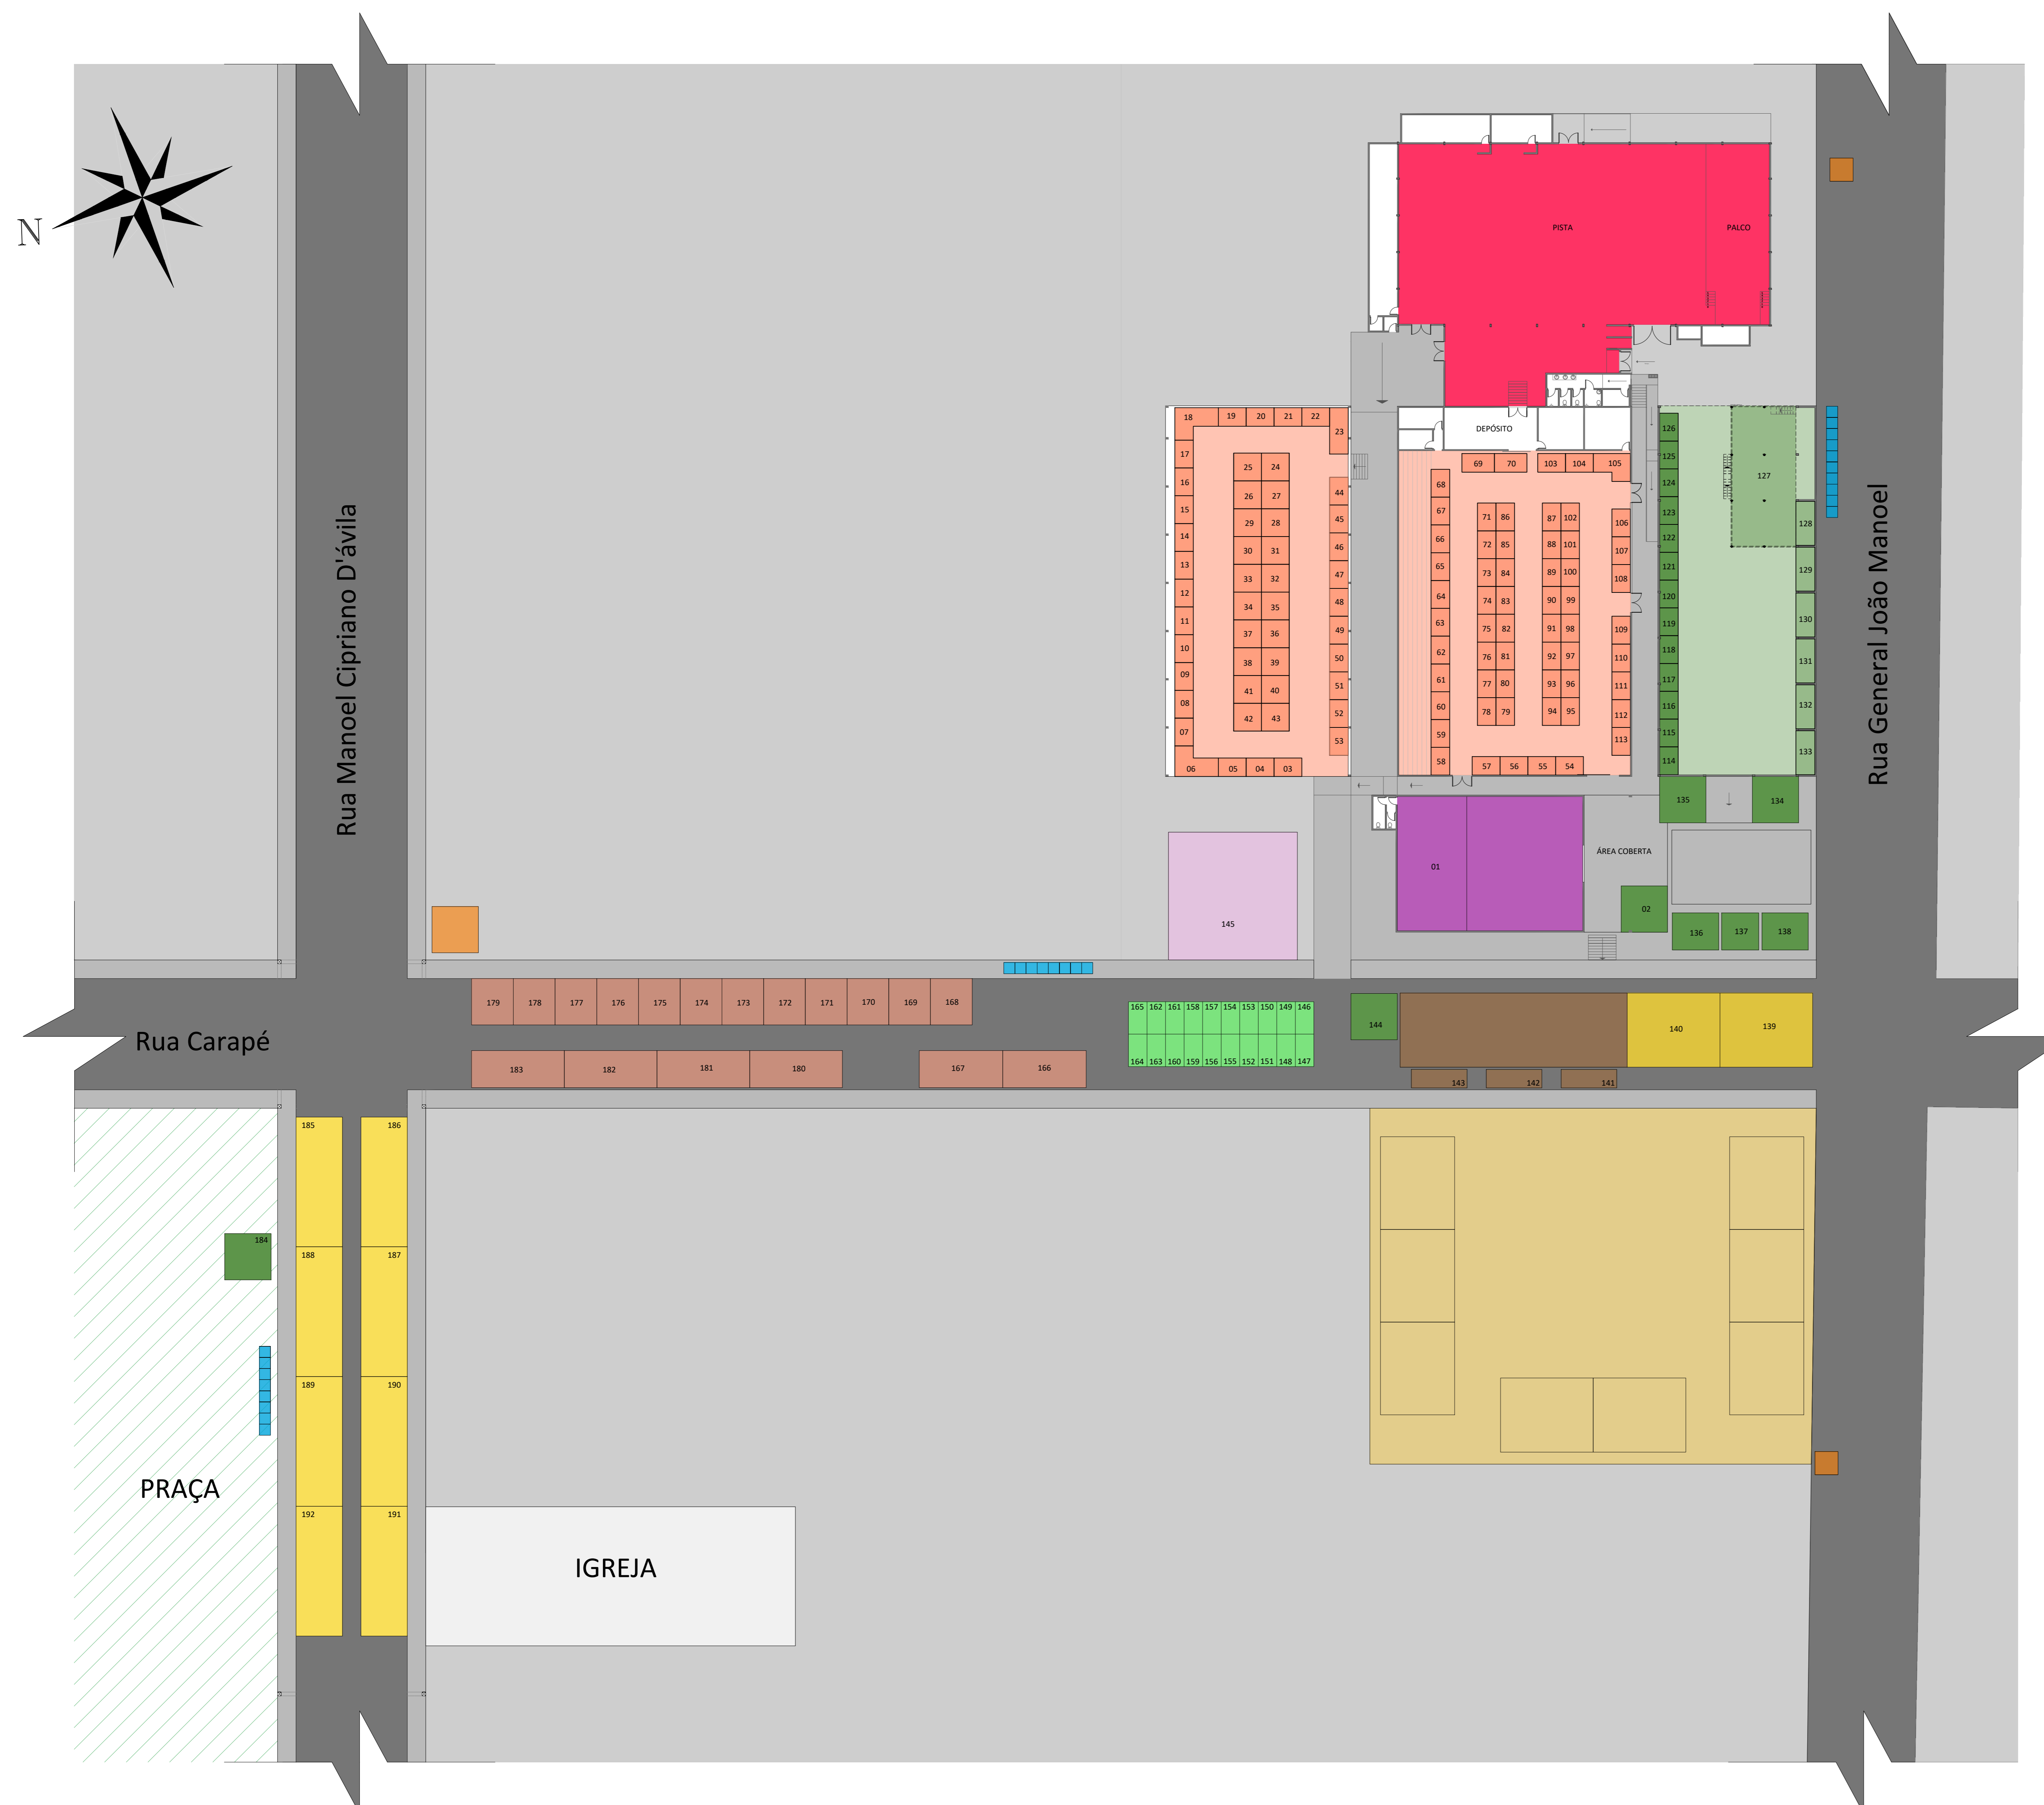 N
PISTA PALCO
18 19 20 21 22 23
DEPÓSITO
126
17 25 24 69 70 103 104 105 125
16 26 27 44 68 124 127
15 29 28 45 67 71 86 87 102 106 123 128
14 30 31 46 66 72 85 88 101 107 122
13 33 32 47 65 73 84 89 100 108 121 129
12 34 35 48 64 74 83 90 99 120
11 37 36 49 63 75 82 91 98 109 119 130
10 38 39 50 62 76 81 92 97 110 118
09 41 40 51 61 77 80 93 96 111 117 131
08 42 43 52 60 78 79 94 95 112 116 132
07 53 59 113 115
06 05 04 03 58 57 56 55 54 114 133
Rua Manoel Cipriano D'ávila
Rua General João Manoel
135 134
01 ÁREA COBERTA
02
145
136 137 138
179 178 177 176 175 174 173 172 171 170 169 168
165 162 161 158 157 154 153 150 149 146
144 140 139
Rua Carapé
164 163 160 159 156 155 152 151 148 147
183 182 181 180 167 166
143 142 141
185 186
184
188 187
189 190
PRAÇA
192 191
IGREJA